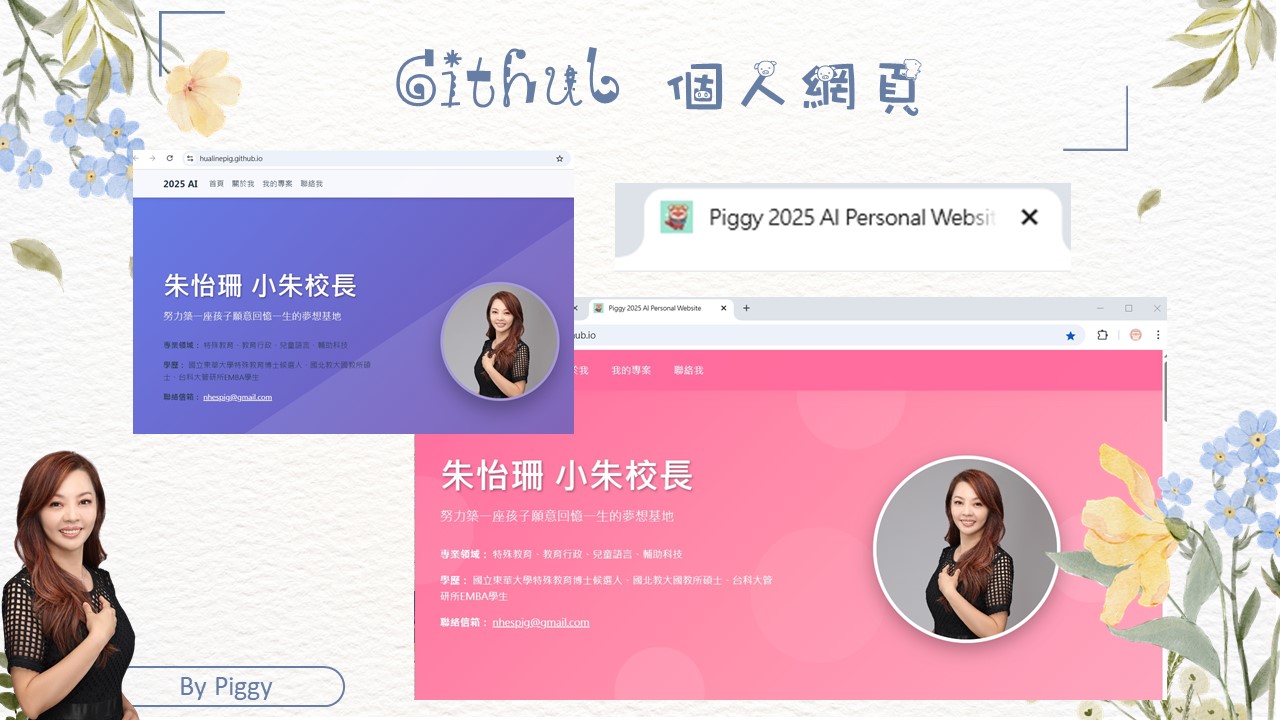 Github 個人網頁
hualinepig.github.io
2025 AI 首頁 關於我 我的專案 聯絡我
朱怡珊 小朱校長
努力築一座孩子願意回憶一生的夢想基地
專業領域： 特殊教育、教育行政、兒童語言、輔助科技
學歷： 國立東華大學特殊教育博士候選人、國北教大國教所碩
士、台科大管研所EMBA學生
聯絡信箱： nhespig@gmail.com
Piggy 2025 AI Personal Websit
Piggy 2025 AI Personal Website
ub.io
於我 我的專案 聯絡我
朱怡珊 小朱校長
努力築一座孩子願意回憶一生的夢想基地
專業領域： 特殊教育、教育行政、兒童語言、輔助科技
學歷： 國立東華大學特殊教育博士候選人、國北教大國教所碩士、台科大管
研所EMBA學生
聯絡信箱： nhespig@gmail.com
By Piggy